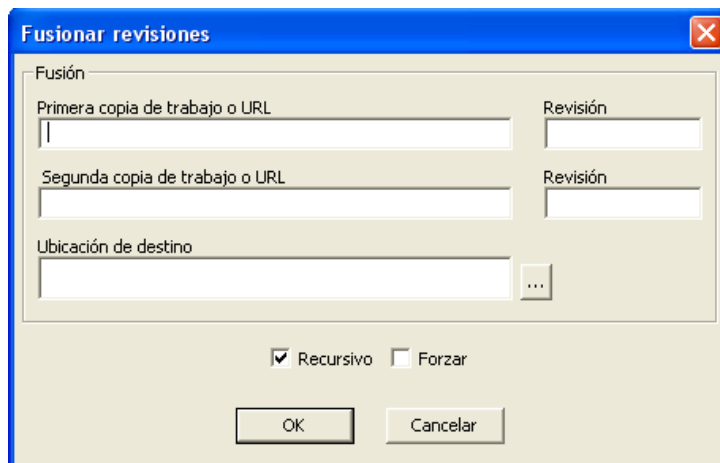 Fusionar revisiones
Fusión
Primera copia de trabajo o URL Revisión
Segunda copia de trabajo o URL Revisión
Ubicación de destino
...
Recursivo Forzar
OK Cancelar